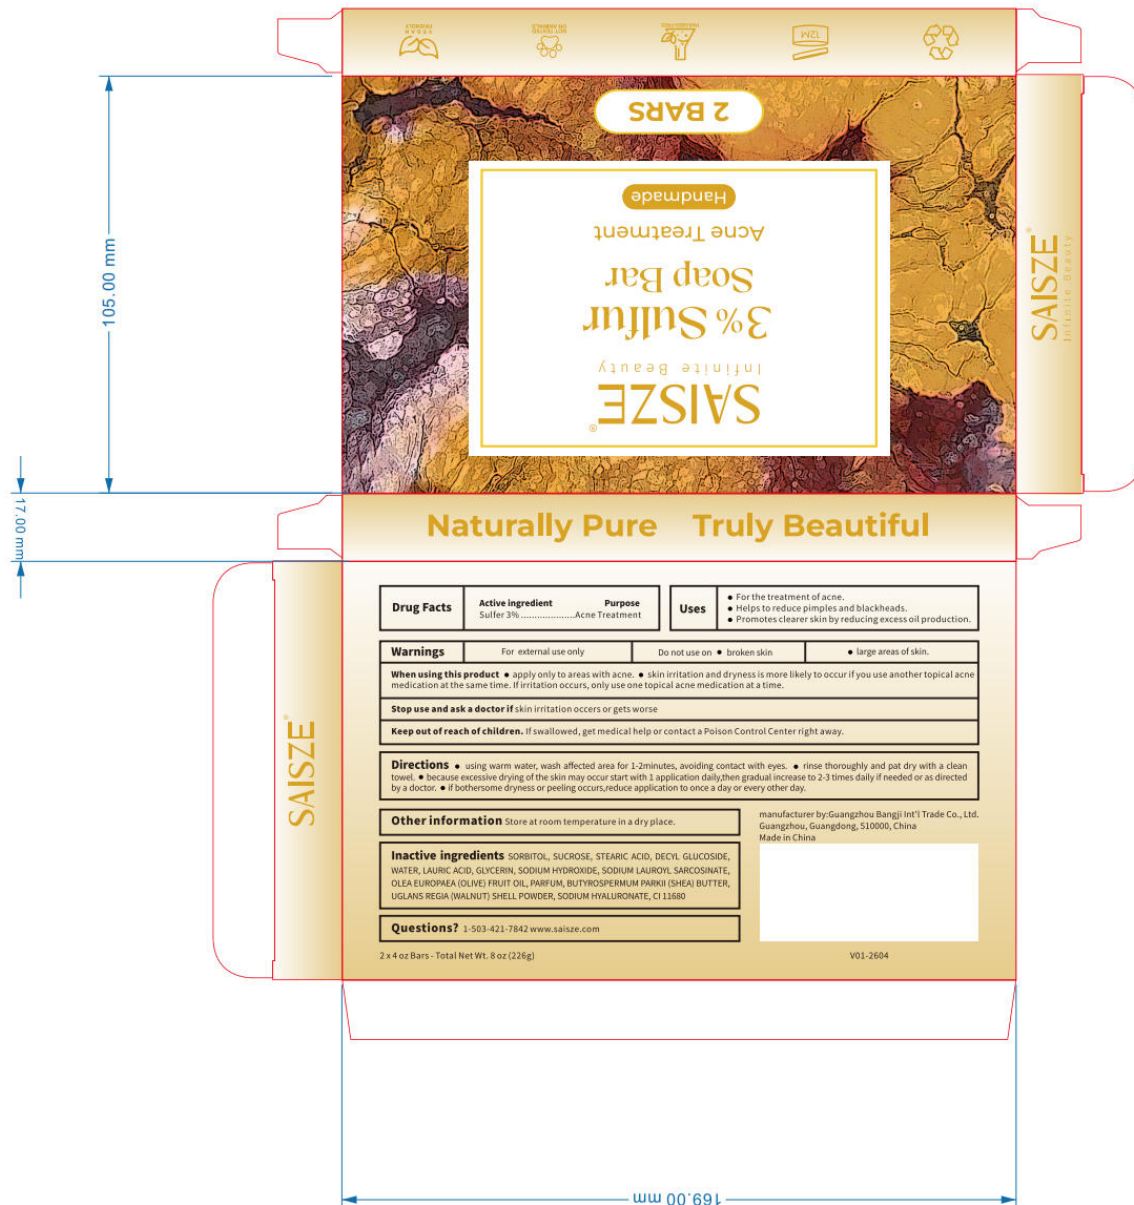 VEGAN
FRIENDLY
NOT TESTED
ON ANIMALS
PARABEN FREE
12M
2 BARS
Handmade
Acne Treatment
Soap Bar
3% Sulfur
Infinite Beauty
SAISZE®
SAISZE®
Infinite Beauty
105.00 mm
17.00 mm
Naturally Pure Truly Beautiful
SAISZE®
Drug Facts
Active ingredient Purpose
Sulfer 3% ....................Acne Treatment
Uses
● For the treatment of acne.
● Helps to reduce pimples and blackheads.
● Promotes clearer skin by reducing excess oil production.
Warnings
For external use only
Do not use on ● broken skin
● large areas of skin.
When using this product ● apply only to areas with acne. ● skin irritation and dryness is more likely to occur if you use another topical acne
medication at the same time. If irritation occurs, only use one topical acne medication at a time.
Stop use and ask a doctor if skin irritation occers or gets worse
Keep out of reach of children. If swallowed, get medical help or contact a Poison Control Center right away.
Directions ● using warm water, wash affected area for 1-2minutes, avoiding contact with eyes. ● rinse thoroughly and pat dry with a clean
towel. ● because excessive drying of the skin may occur start with 1 application daily,then gradual increase to 2-3 times daily if needed or as directed
by a doctor. ● if bothersome dryness or peeling occurs,reduce application to once a day or every other day.
Other information Store at room temperature in a dry place.
Inactive ingredients SORBITOL, SUCROSE, STEARIC ACID, DECYL GLUCOSIDE,
WATER, LAURIC ACID, GLYCERIN, SODIUM HYDROXIDE, SODIUM LAUROYL SARCOSINATE,
OLEA EUROPAEA (OLIVE) FRUIT OIL, PARFUM, BUTYROSPERMUM PARKII (SHEA) BUTTER,
UGLANS REGIA (WALNUT) SHELL POWDER, SODIUM HYALURONATE, CI 11680
Questions? 1-503-421-7842 www.saisze.com
manufacturer by:Guangzhou Bangji Int'l Trade Co., Ltd.
Guangzhou, Guangdong, 510000, China
Made in China
2 x 4 oz Bars - Total Net Wt. 8 oz (226g)
V01-2604
169.00 mm